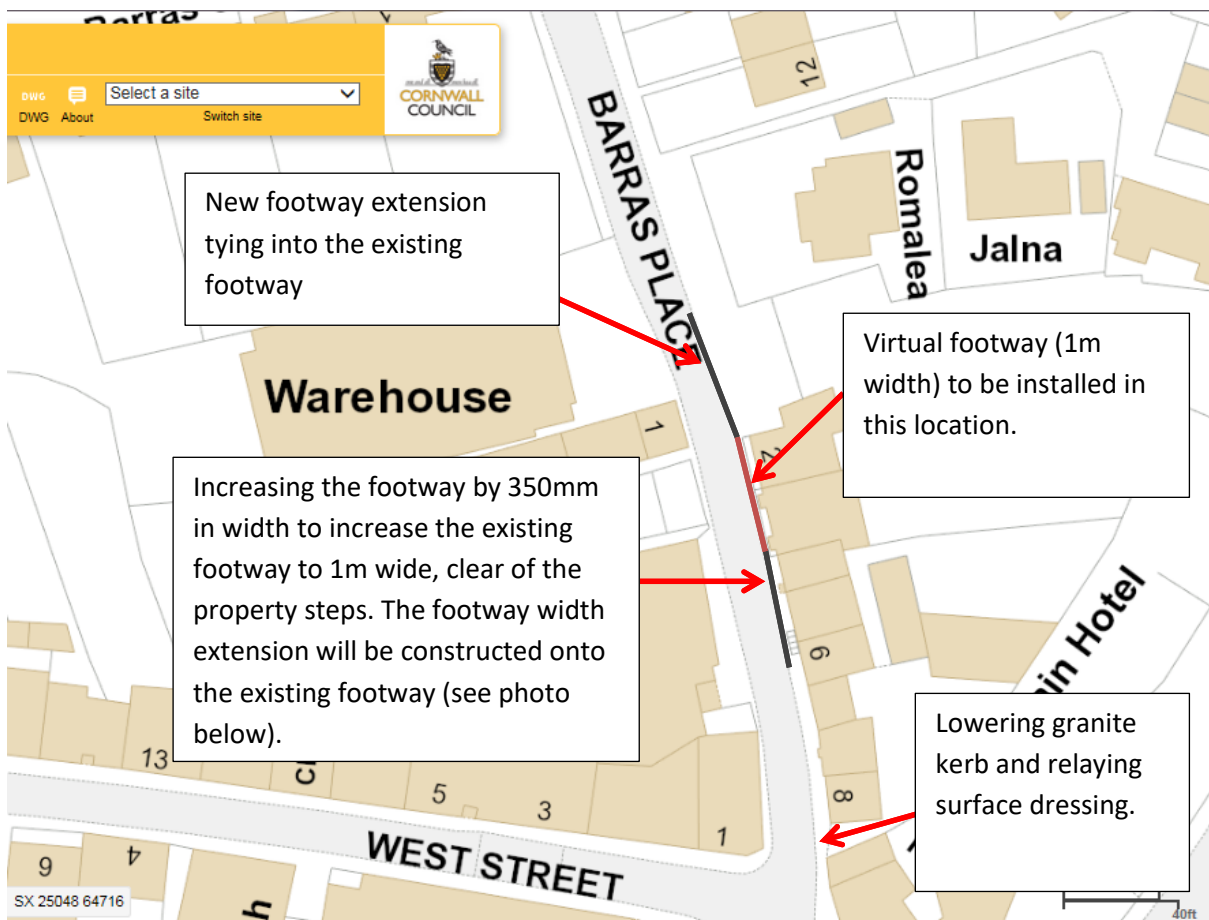 Barras
DWG
DWG
About
Select a site
Switch site
CORNWALL
COUNCIL
12
BARRAS PLACE
Romalea
Jalna
New footway extension
tying into the existing
footway
Virtual footway (1m
width) to be installed in
this location.
Warehouse
1
2
Increasing the footway by 350mm
in width to increase the existing
footway to 1m wide, clear of the
property steps. The footway width
extension will be constructed onto
the existing footway (see photo
below).
6
Hotel
Lowering granite
kerb and relaying
surface dressing.
8
13
5
3
1
WEST STREET
9
4
SX 25048 64716
40ft